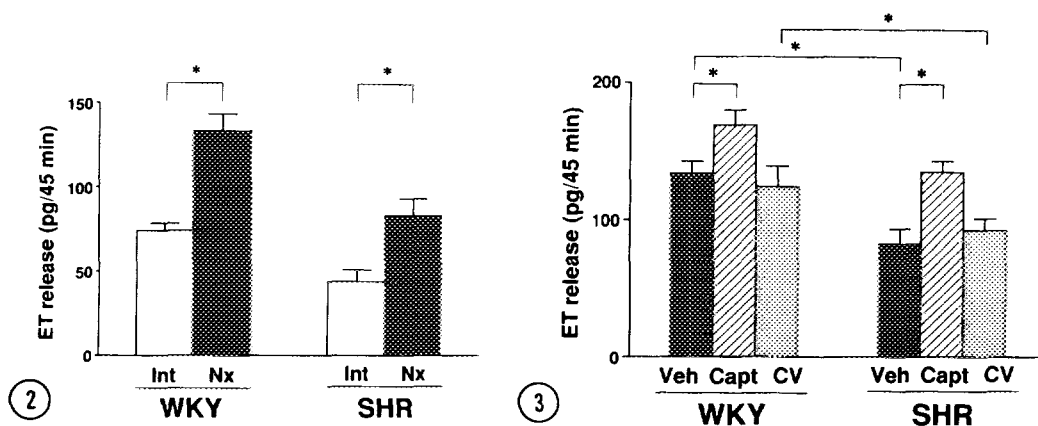 ET release (pg/45 min)
150
100
50
0
*
*
Int Nx Int Nx
WKY SHR
2
ET release (pg/45 min)
200
100
0
*
*
*
*
Veh Capt CV Veh Capt CV
WKY SHR
3